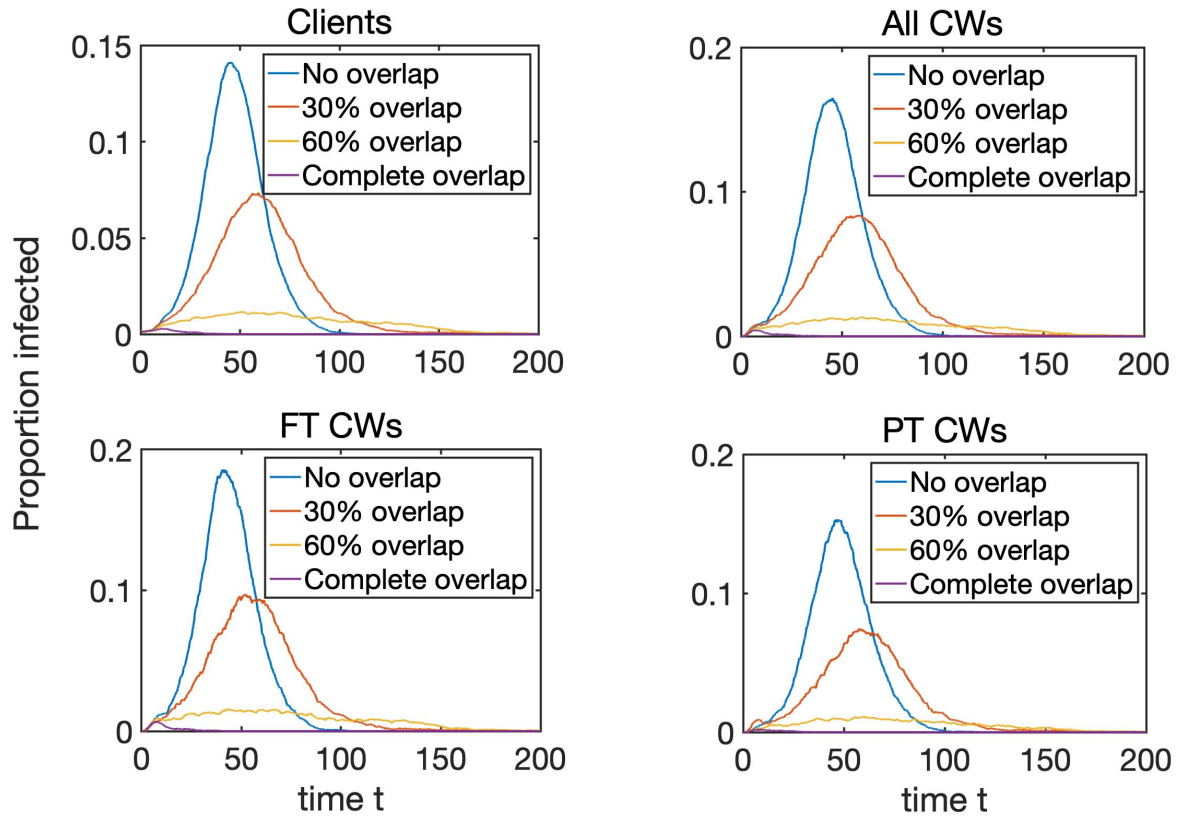 Clients
0.15
0.1
0.05
0
0 50 100 150 200
No overlap
30% overlap
60% overlap
Complete overlap
All CWs
0.2
0.1
0
0 50 100 150 200
No overlap
30% overlap
60% overlap
Complete overlap
Proportion infected
FT CWs
0.2
0.1
0
0 50 100 150 200
time t
No overlap
30% overlap
60% overlap
Complete overlap
PT CWs
0.2
0.1
0
0 50 100 150 200
time t
No overlap
30% overlap
60% overlap
Complete overlap